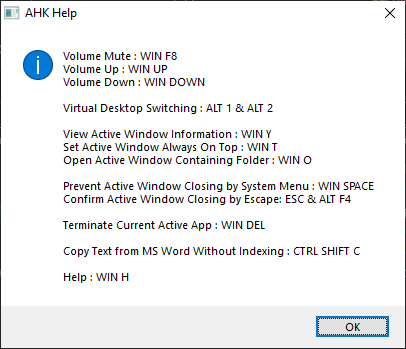 AHK Help
Volume Mute : WIN F8
Volume Up : WIN UP
Volume Down : WIN DOWN
Virtual Desktop Switching : ALT 1 & ALT 2
View Active Window Information : WIN Y
Set Active Window Always On Top : WIN T
Open Active Window Containing Folder : WIN O
Prevent Active Window Closing by System Menu : WIN SPACE
Confirm Active Window Closing by Escape: ESC & ALT F4
Terminate Current Active App : WIN DEL
Copy Text from MS Word Without Indexing : CTRL SHIFT C
Help : WIN H
OK